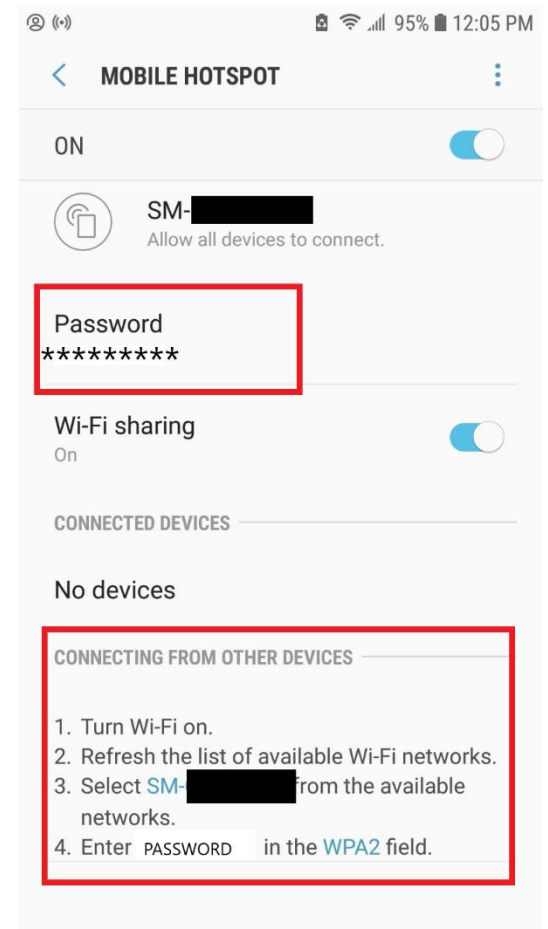 95% 12:05 PM
MOBILE HOTSPOT
ON
SM-
Allow all devices to connect.
Password
*********
Wi-Fi sharing
On
CONNECTED DEVICES
No devices
CONNECTING FROM OTHER DEVICES
1. Turn Wi-Fi on.
2. Refresh the list of available Wi-Fi networks.
3. Select SM- from the available
networks.
4. Enter PASSWORD in the WPA2 field.